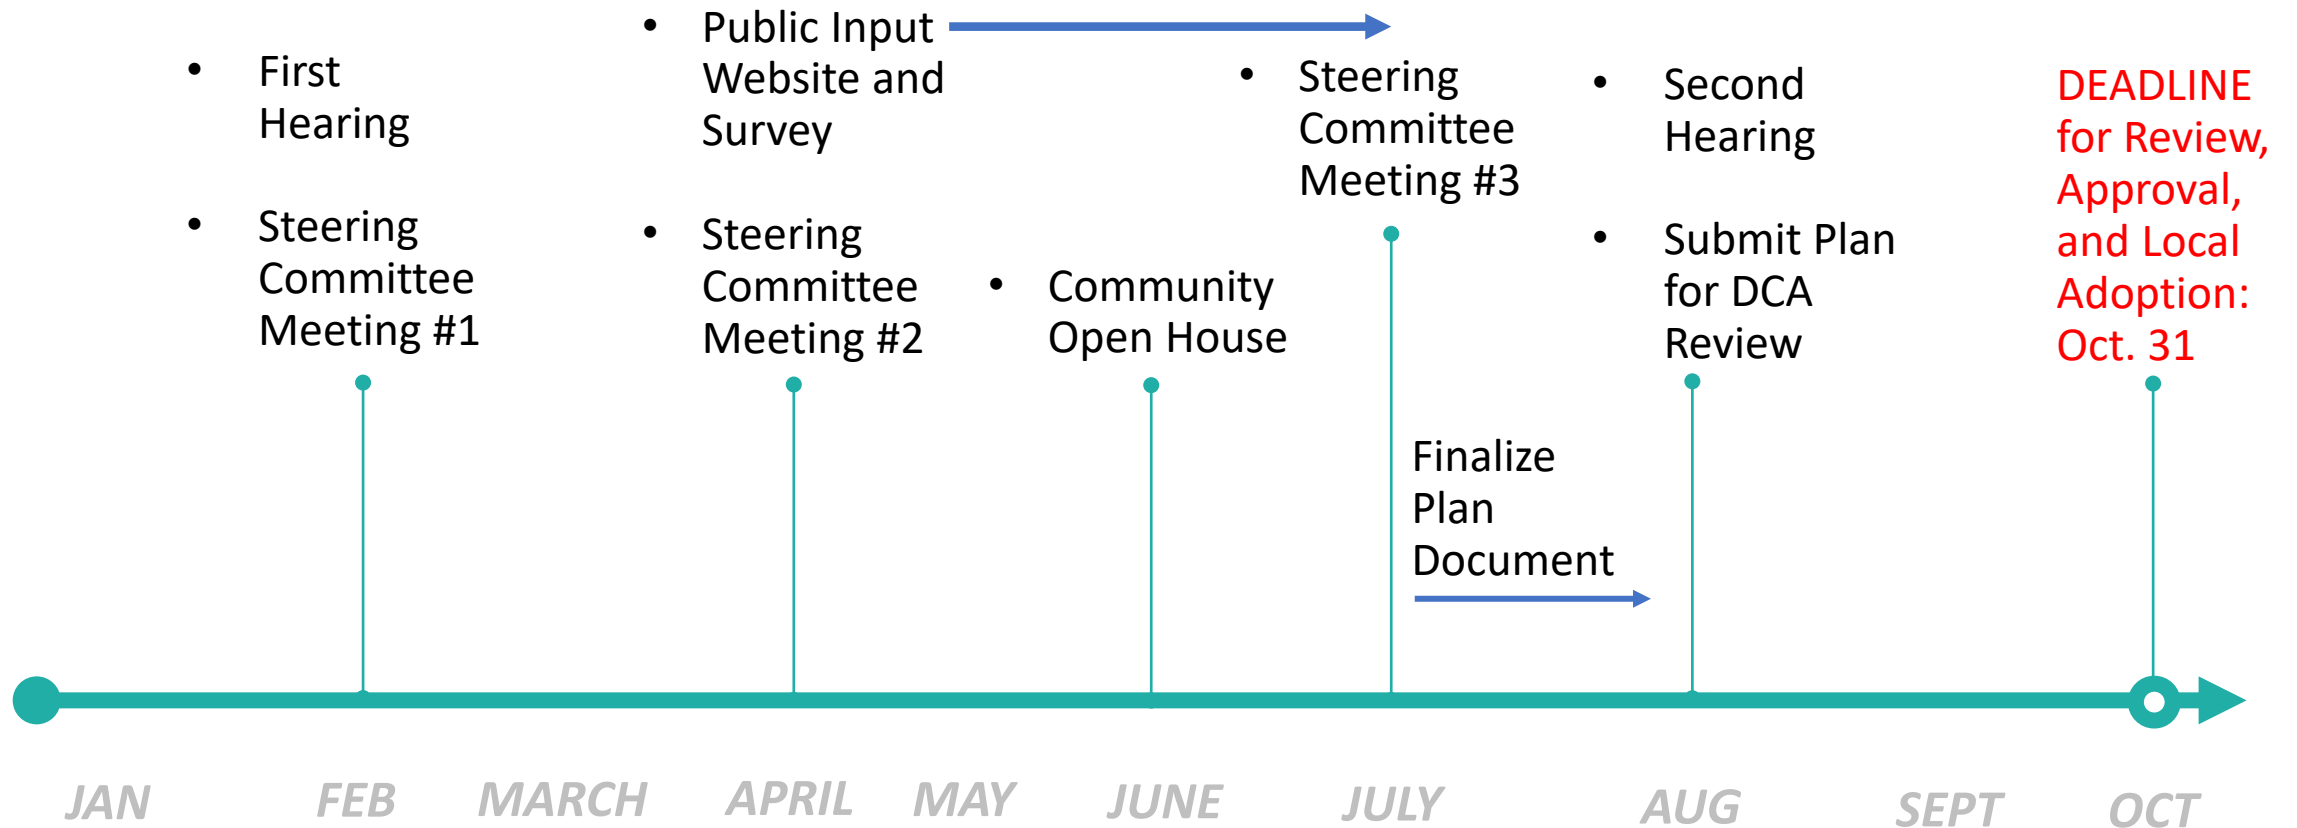 • First
Hearing
• Steering
Committee
Meeting #1
• Public Input
Website and
Survey
• Steering
Committee
Meeting #2
• Community
Open House
• Steering
Committee
Meeting #3
Finalize
Plan
Document
• Second
Hearing
• Submit Plan
for DCA
Review
DEADLINE
for Review,
Approval,
and Local
Adoption:
Oct. 31
JAN
FEB
MARCH
APRIL
MAY
JUNE
JULY
AUG
SEPT
OCT